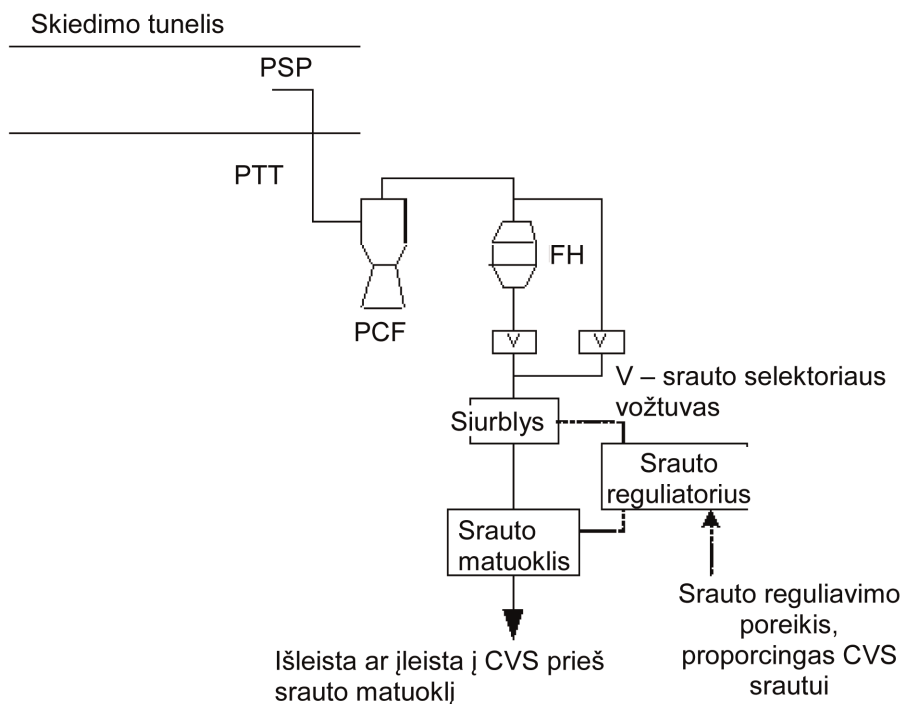 Skiedimo tunelis
PSP
PTT
FH
PCF
V
V
V – srauto selektoriaus
vožtuvas
Siurblys
Srauto
reguliatorius
Srauto
matuoklis
Srauto reguliavimo
poreikis,
proporcingas CVS
srautui
Išleista ar įleista į CVS prieš
srauto matuoklį